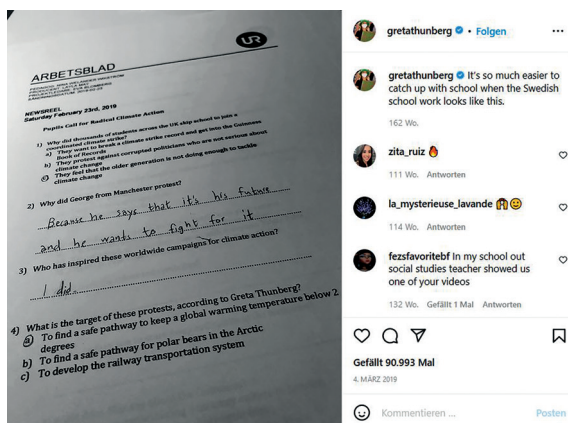 UR
ARBETSBLAD
NEWSREEL
Saturday February 23rd, 2019
Pupils Call for Radical Climate Action
1) Why did thousands of students across the UK skip school to join a
coordinated climate strike?
a) They want to break a climate strike record and get into the Guinness
Book of Records
b) They protest against corrupted politicians who are not serious about
climate change
c) They feel that the older generation is not doing enough to tackle
climate change
2) Why did George from Manchester protest?
Because he says that it's his future
and he wants to fight for it
3) Who has inspired these worldwide campaigns for climate action?
I did.
4) What is the target of these protests, according to Greta Thunberg?
a) To find a safe pathway to keep a global warming temperature below 2
degrees
b) To find a safe pathway for polar bears in the Arctic
c) To develop the railway transportation system
gretathunberg • Folgen
gretathunberg It's so much easier to
catch up with school when the Swedish
school work looks like this.
162 Wo.
zita_ruiz
111 Wo. Antworten
la_mysterieuse_lavande
114 Wo. Antworten
fezsfavoritebf In my school out
social studies teacher showed us
one of your videos
132 Wo. Gefällt 1 Mal Antworten
Gefällt 90.993 Mal
4. MÄRZ 2019
Kommentieren ...
Posten